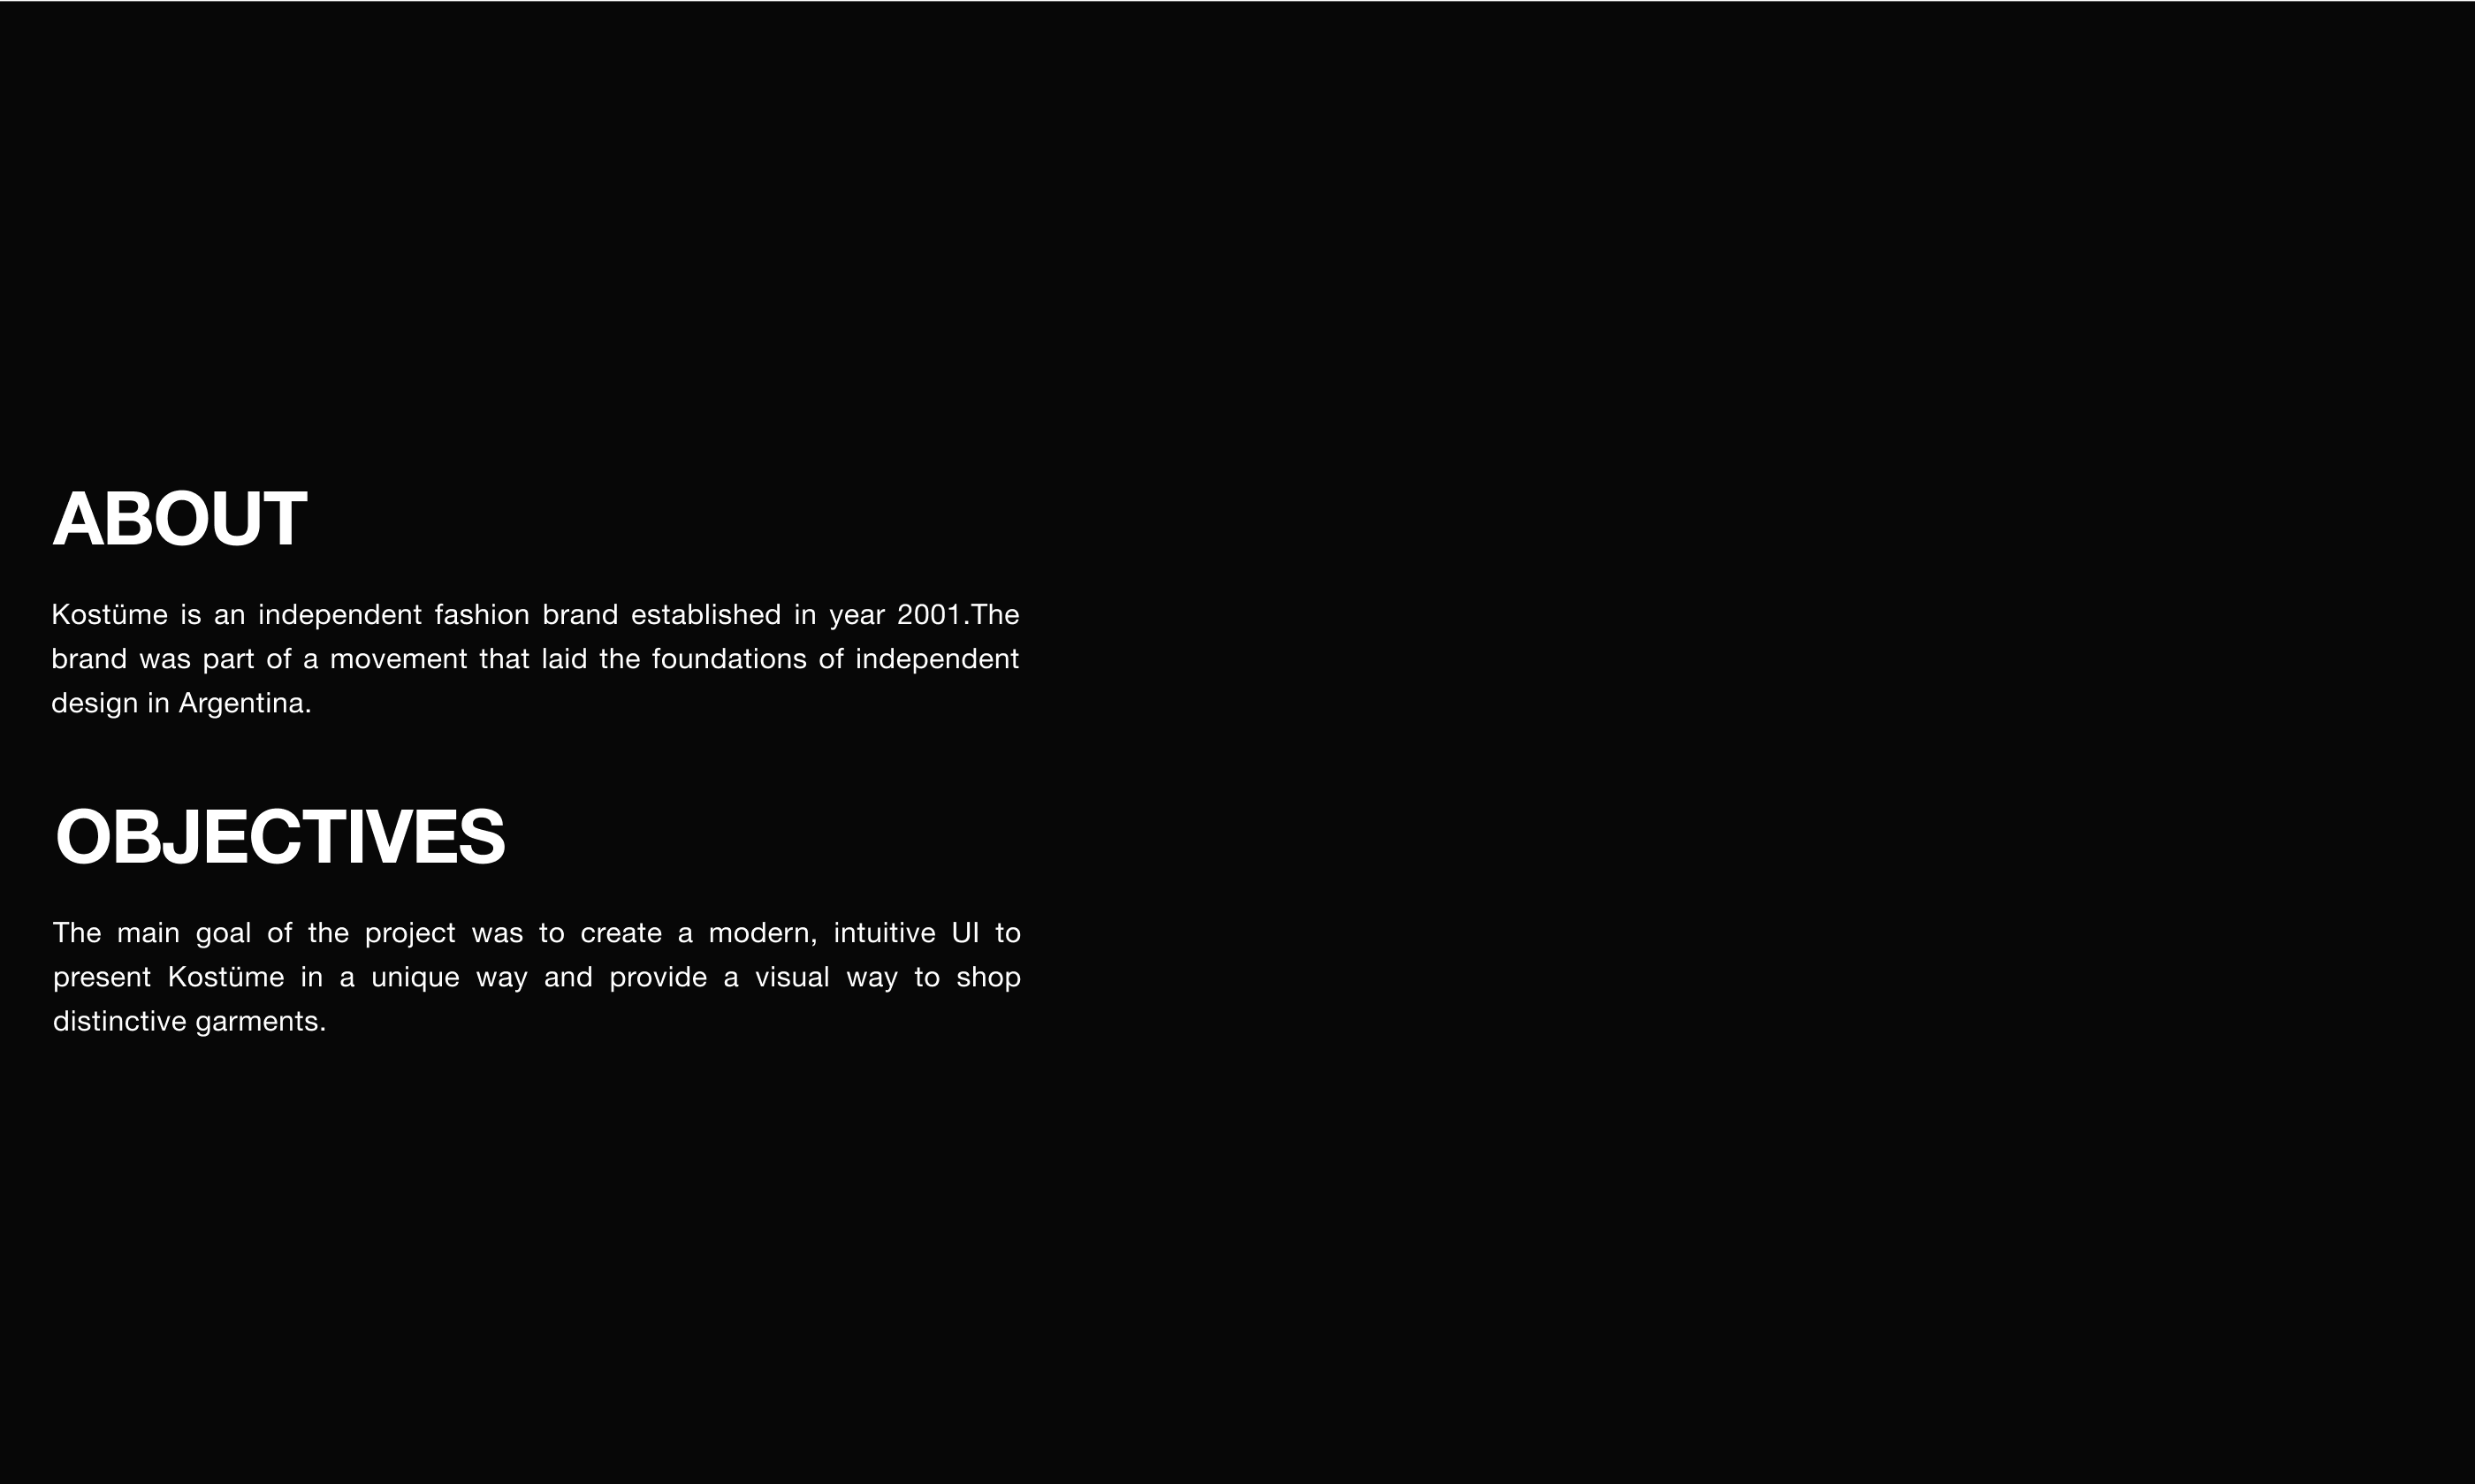 ABOUT
Kostüme is an independent fashion brand established in year 2001.The
brand was part of a movement that laid the foundations of independent
design in Argentina.
OBJECTIVES
The main goal of the project was to create a modern, intuitive UI to
present Kostüme in a unique way and provide a visual way to shop
distinctive garments.